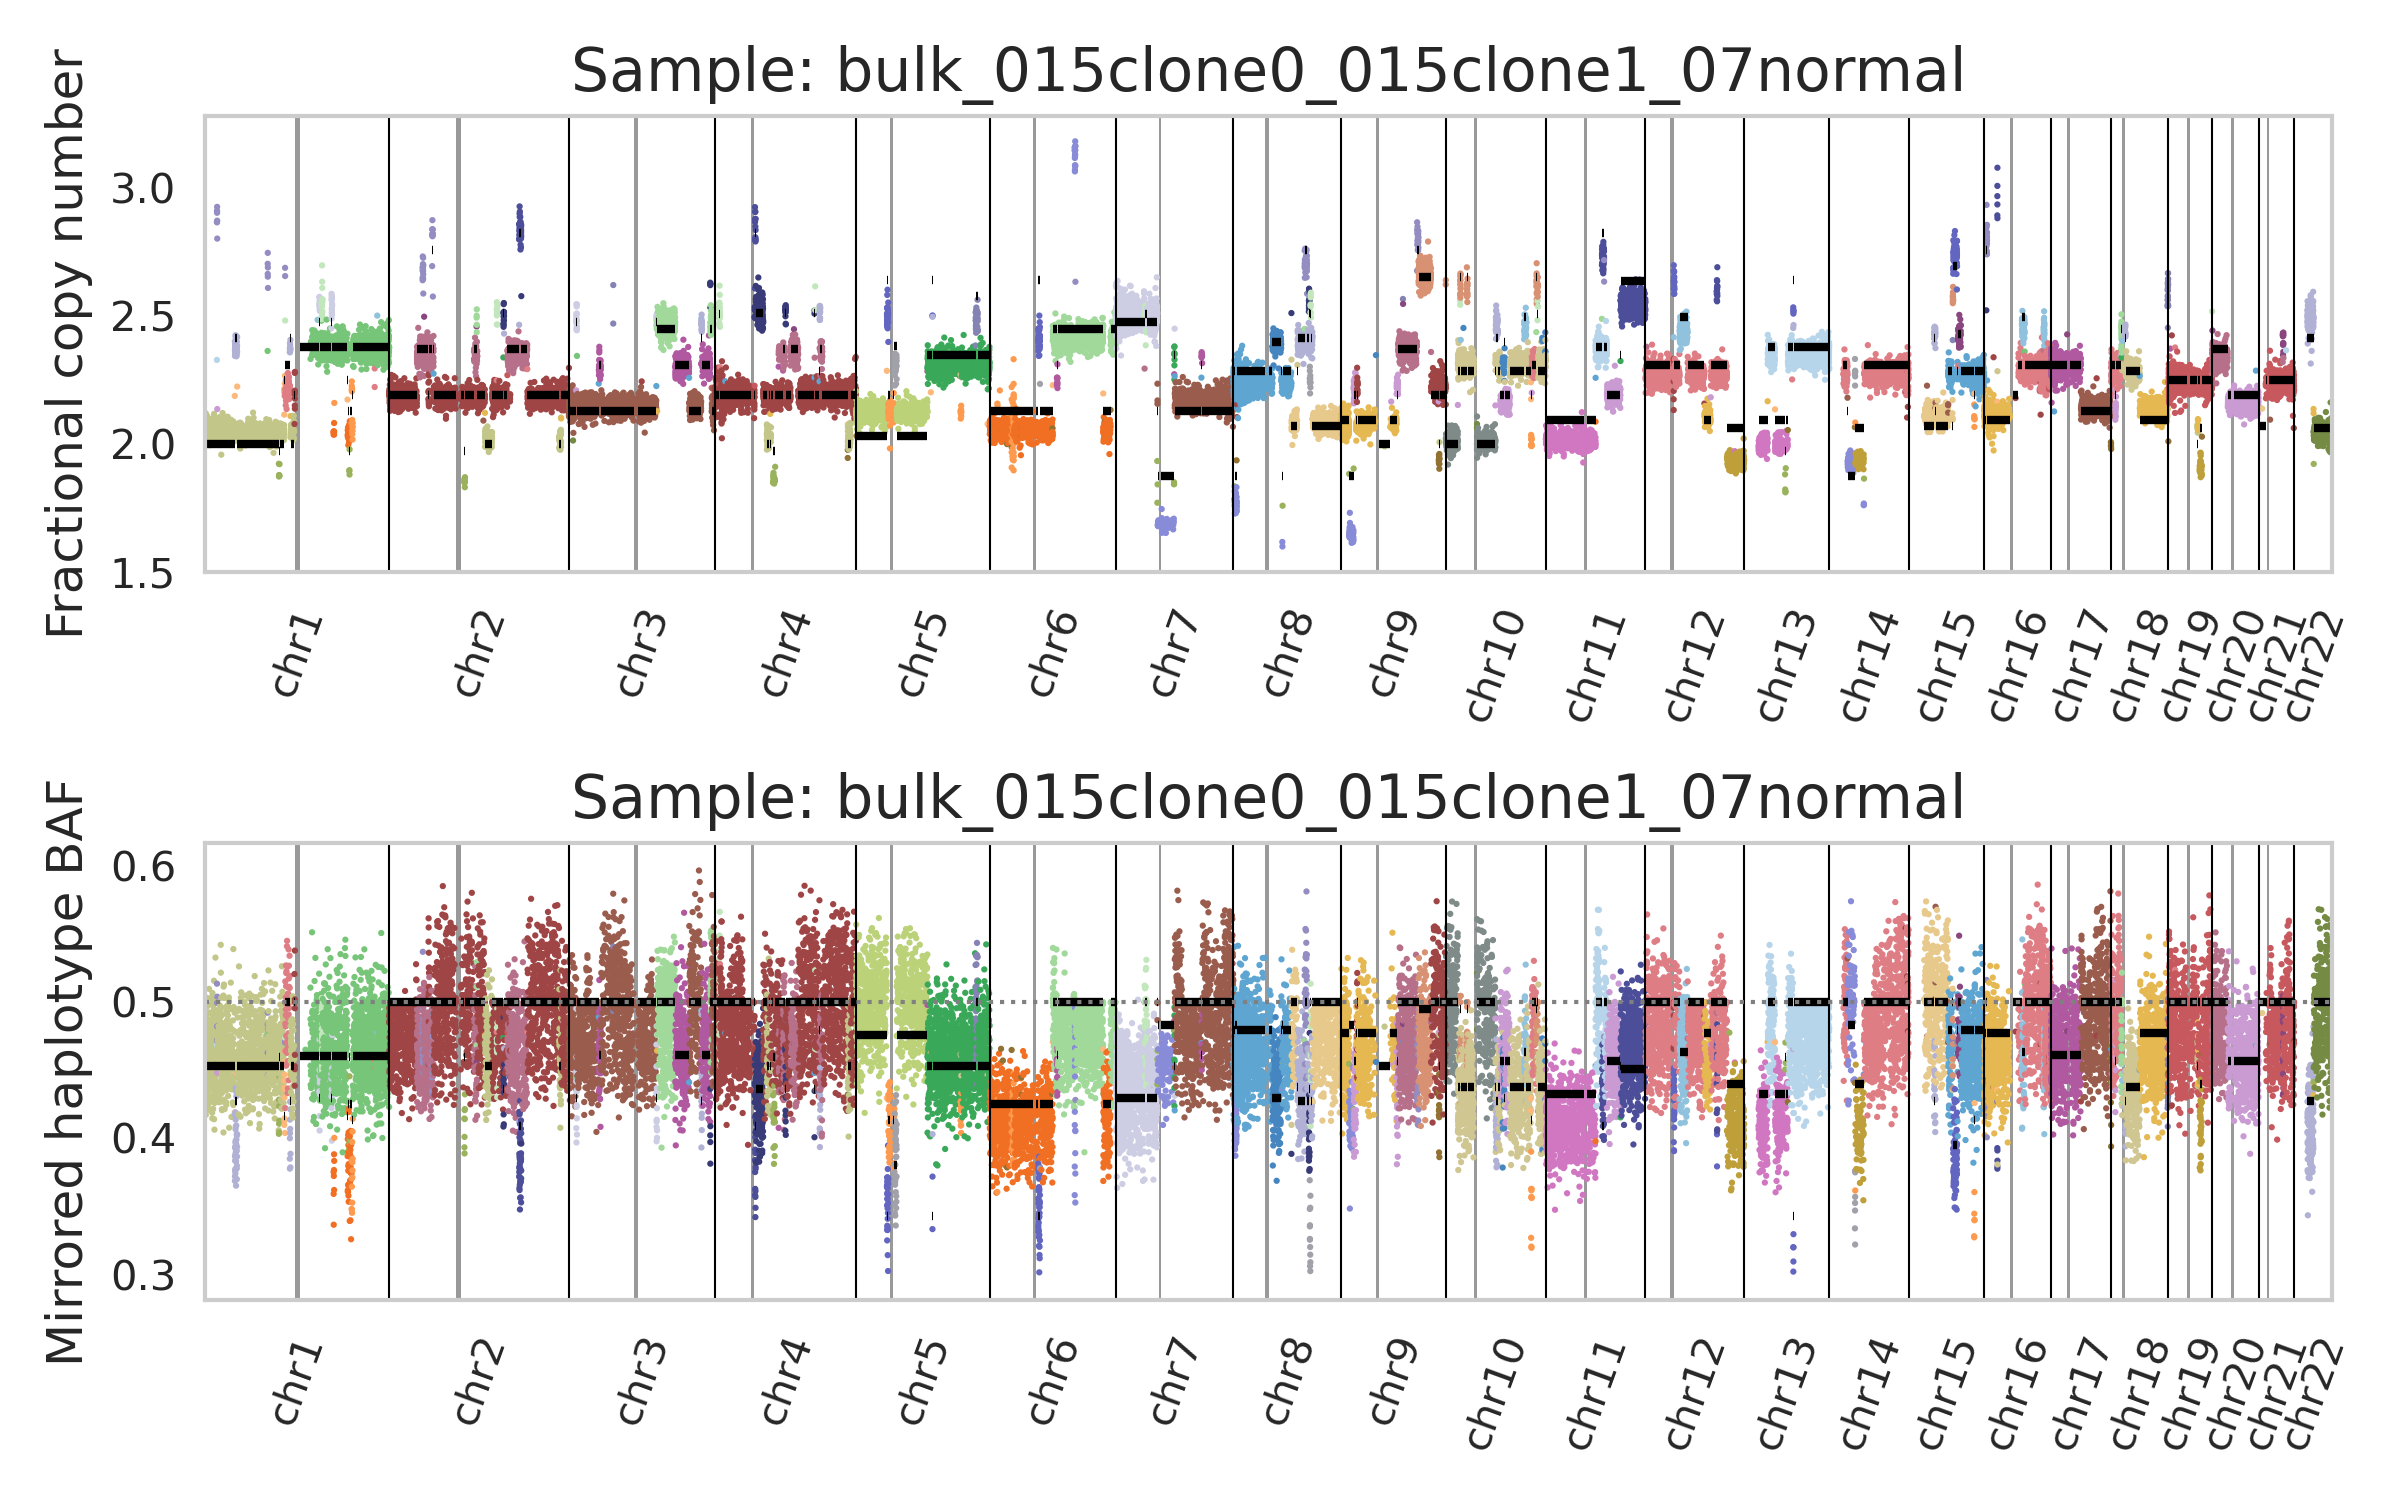 Sample: bulk_015clone0_015clone1_07normal
Fractional copy number
3.0
2.5
2.0
1.5
chr1 chr2 chr3 chr4 chr5 chr6 chr7 chr8 chr9 chr10 chr11 chr12 chr13 chr14 chr15 chr16 chr17 chr18 chr19 chr20 chr21 chr22
Sample: bulk_015clone0_015clone1_07normal
Mirrored haplotype BAF
0.6
0.5
0.4
0.3
chr1 chr2 chr3 chr4 chr5 chr6 chr7 chr8 chr9 chr10 chr11 chr12 chr13 chr14 chr15 chr16 chr17 chr18 chr19 chr20 chr21 chr22